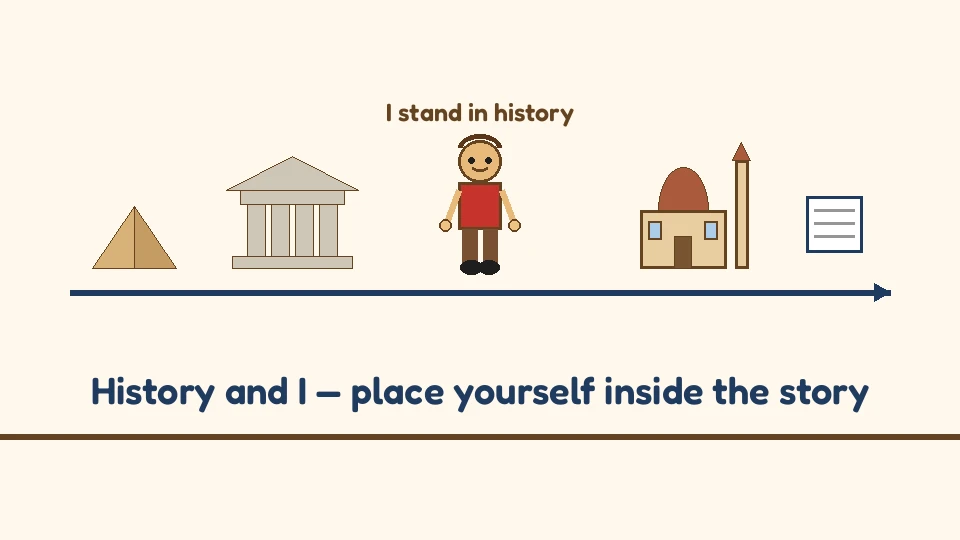 I stand in history
History and I — place yourself inside the story